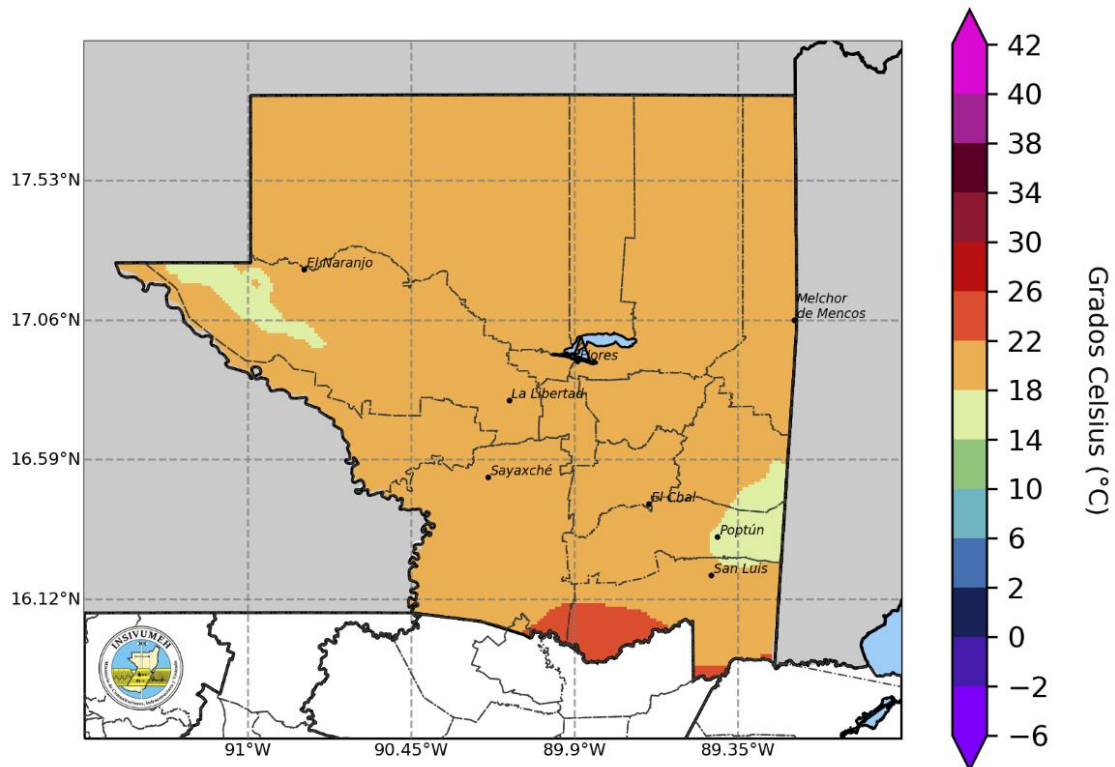 17.53°N
17.06°N
16.59°N
16.12°N
91°W
90.45°W
89.9°W
89.35°W
El Naranjo
Melchor
de Mencos
Flores
La Libertad
Sayaxché
El Chal
Poptún
San Luis
INSIVUMEH
42
40
38
34
30
26
22
18
14
10
6
2
0
−2
−6
Grados Celsius (°C)